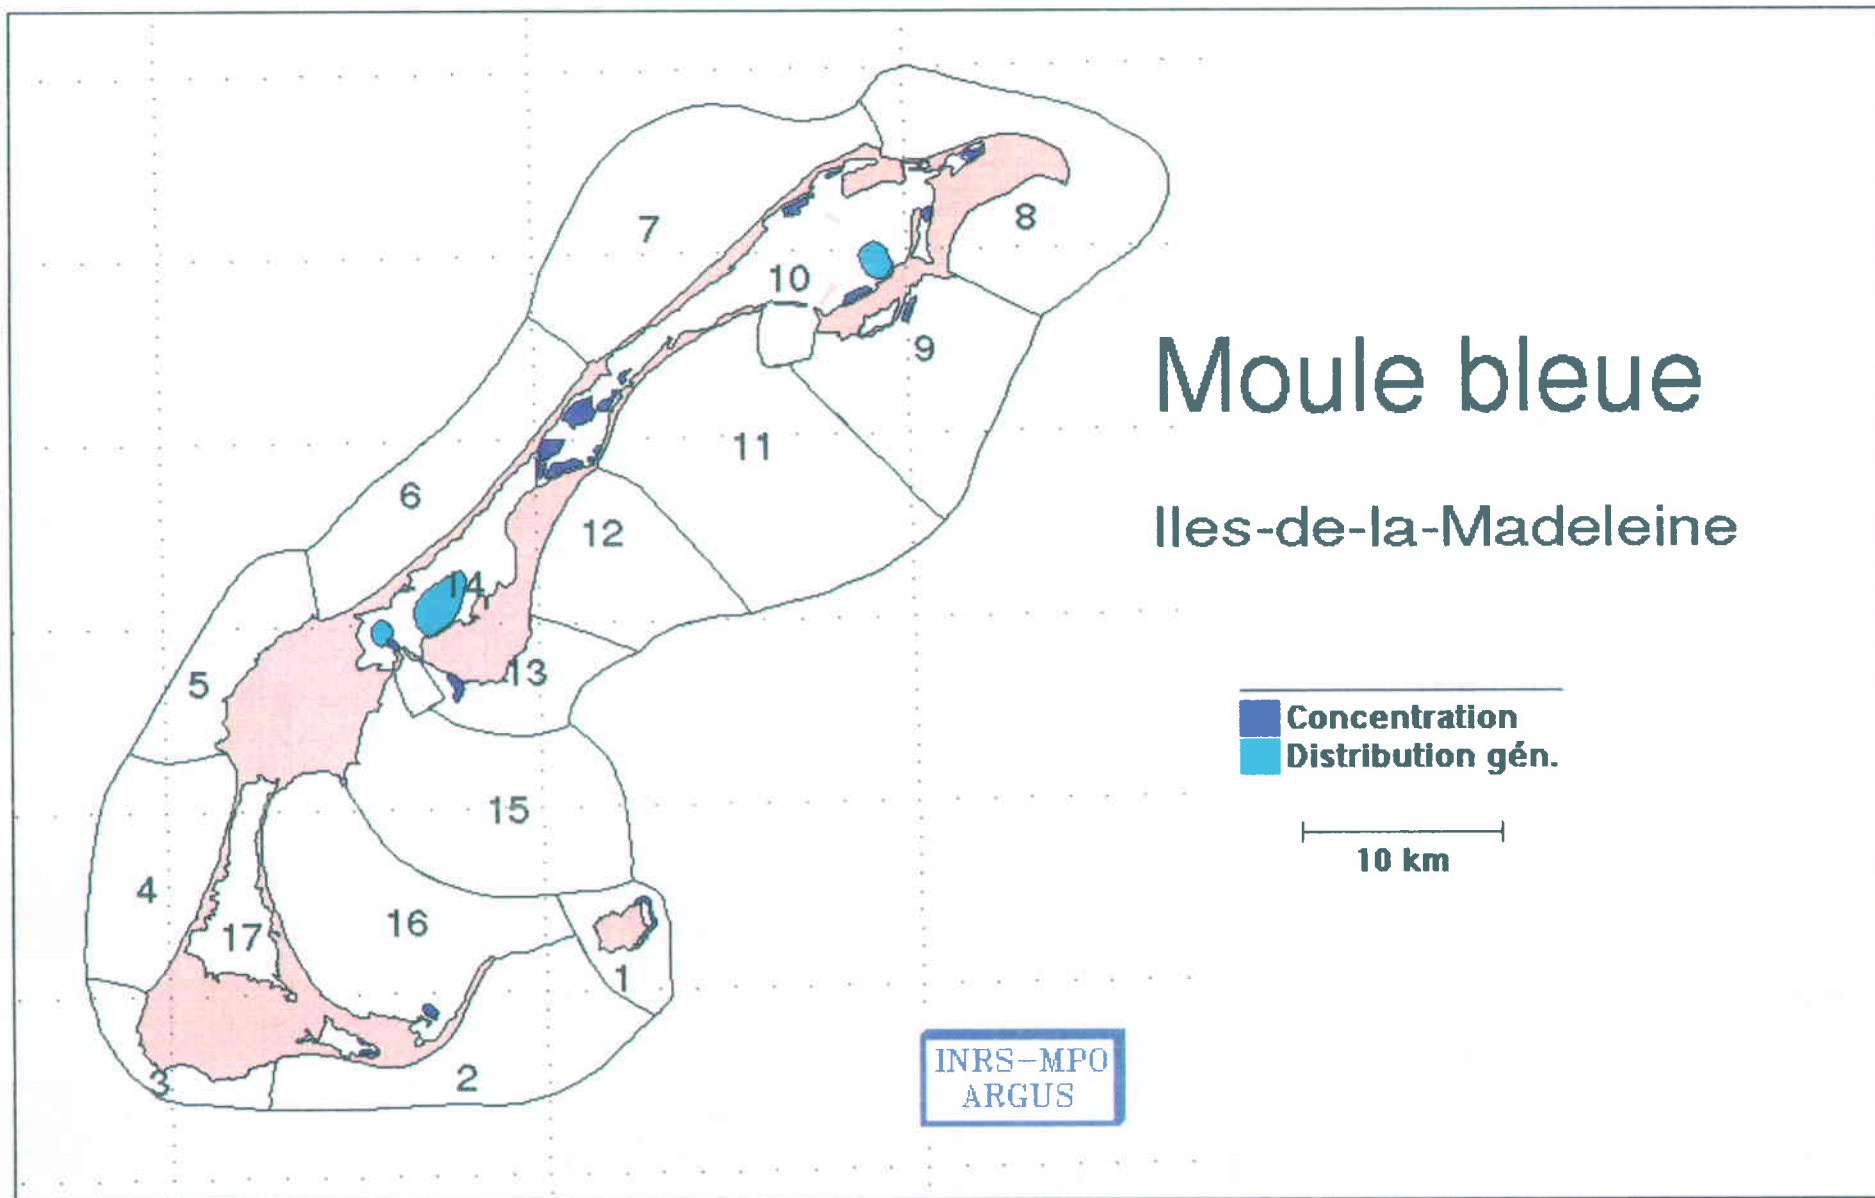 7
8
10
9
Moule bleue
11
6
12
Iles-de-la-Madeleine
14
13
5
Concentration
Distribution gén.
15
10 km
4
16
17
1
INRS-MPO
ARGUS
3
2